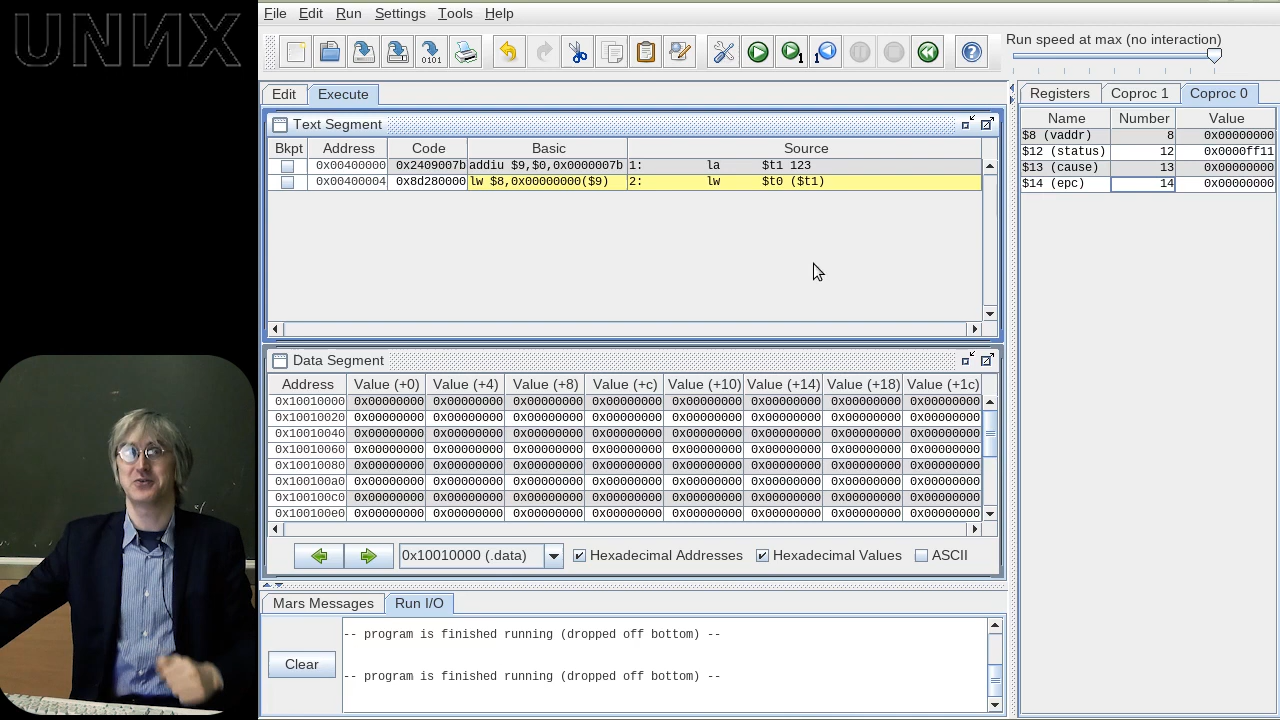 UNИX
File Edit Run Settings Tools Help
Run speed at max (no interaction)
0101
1 1
Edit Execute
Registers Coproc 1 Coproc 0
Text Segment
Bkpt Address Code Basic Source
0x00400000 0x2409007b addiu $9,$0,0x0000007b 1: la $t1 123
0x00400004 0x8d280000 lw $8,0x00000000($9) 2: lw $t0 ($t1)
Name Number Value
$8 (vaddr) 8 0x00000000
$12 (status) 12 0x0000ff11
$13 (cause) 13 0x00000000
$14 (epc) 14 0x00000000
Data Segment
Address Value (+0) Value (+4) Value (+8) Value (+c) Value (+10) Value (+14) Value (+18) Value (+1c)
0x10010000 0x00000000 0x00000000 0x00000000 0x00000000 0x00000000 0x00000000 0x00000000 0x00000000
0x10010020 0x00000000 0x00000000 0x00000000 0x00000000 0x00000000 0x00000000 0x00000000 0x00000000
0x10010040 0x00000000 0x00000000 0x00000000 0x00000000 0x00000000 0x00000000 0x00000000 0x00000000
0x10010060 0x00000000 0x00000000 0x00000000 0x00000000 0x00000000 0x00000000 0x00000000 0x00000000
0x10010080 0x00000000 0x00000000 0x00000000 0x00000000 0x00000000 0x00000000 0x00000000 0x00000000
0x100100a0 0x00000000 0x00000000 0x00000000 0x00000000 0x00000000 0x00000000 0x00000000 0x00000000
0x100100c0 0x00000000 0x00000000 0x00000000 0x00000000 0x00000000 0x00000000 0x00000000 0x00000000
0x100100e0 0x00000000 0x00000000 0x00000000 0x00000000 0x00000000 0x00000000 0x00000000 0x00000000
0x10010000 (.data) Hexadecimal Addresses Hexadecimal Values ASCII
Mars Messages Run I/O
Clear
-- program is finished running (dropped off bottom) --
-- program is finished running (dropped off bottom) --